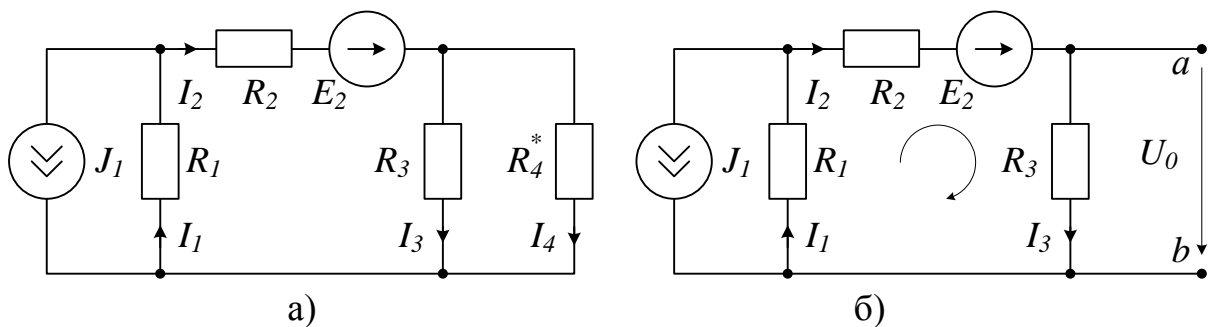 I2 R2 E2
J1 R1 R3 R4*
I1 I3 I4
а)
I2 R2 E2 a
J1 R1 R3 U0
I1 I3 b
б)